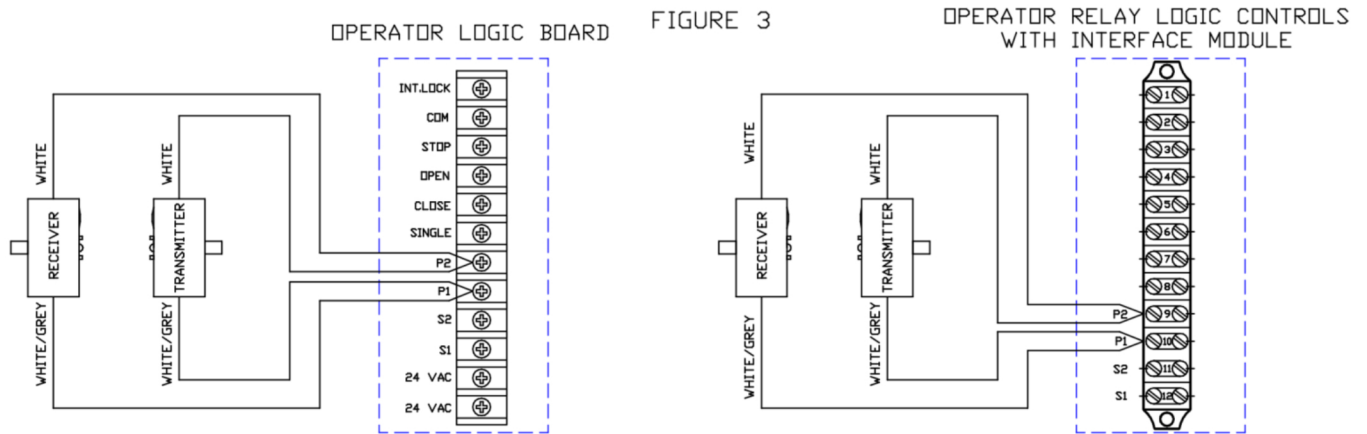 FIGURE 3
OPERATOR LOGIC BOARD
INT.LOCK
COM
STOP
OPEN
CLOSE
SINGLE
P2
P1
S2
S1
24 VAC
24 VAC
WHITE
WHITE
RECEIVER
TRANSMITTER
WHITE/GREY
WHITE/GREY
OPERATOR RELAY LOGIC CONTROLS
WITH INTERFACE MODULE
1
2
3
4
5
6
7
8
P2 9
P1 10
S2 11
S1 12
WHITE
WHITE
RECEIVER
TRANSMITTER
WHITE/GREY
WHITE/GREY